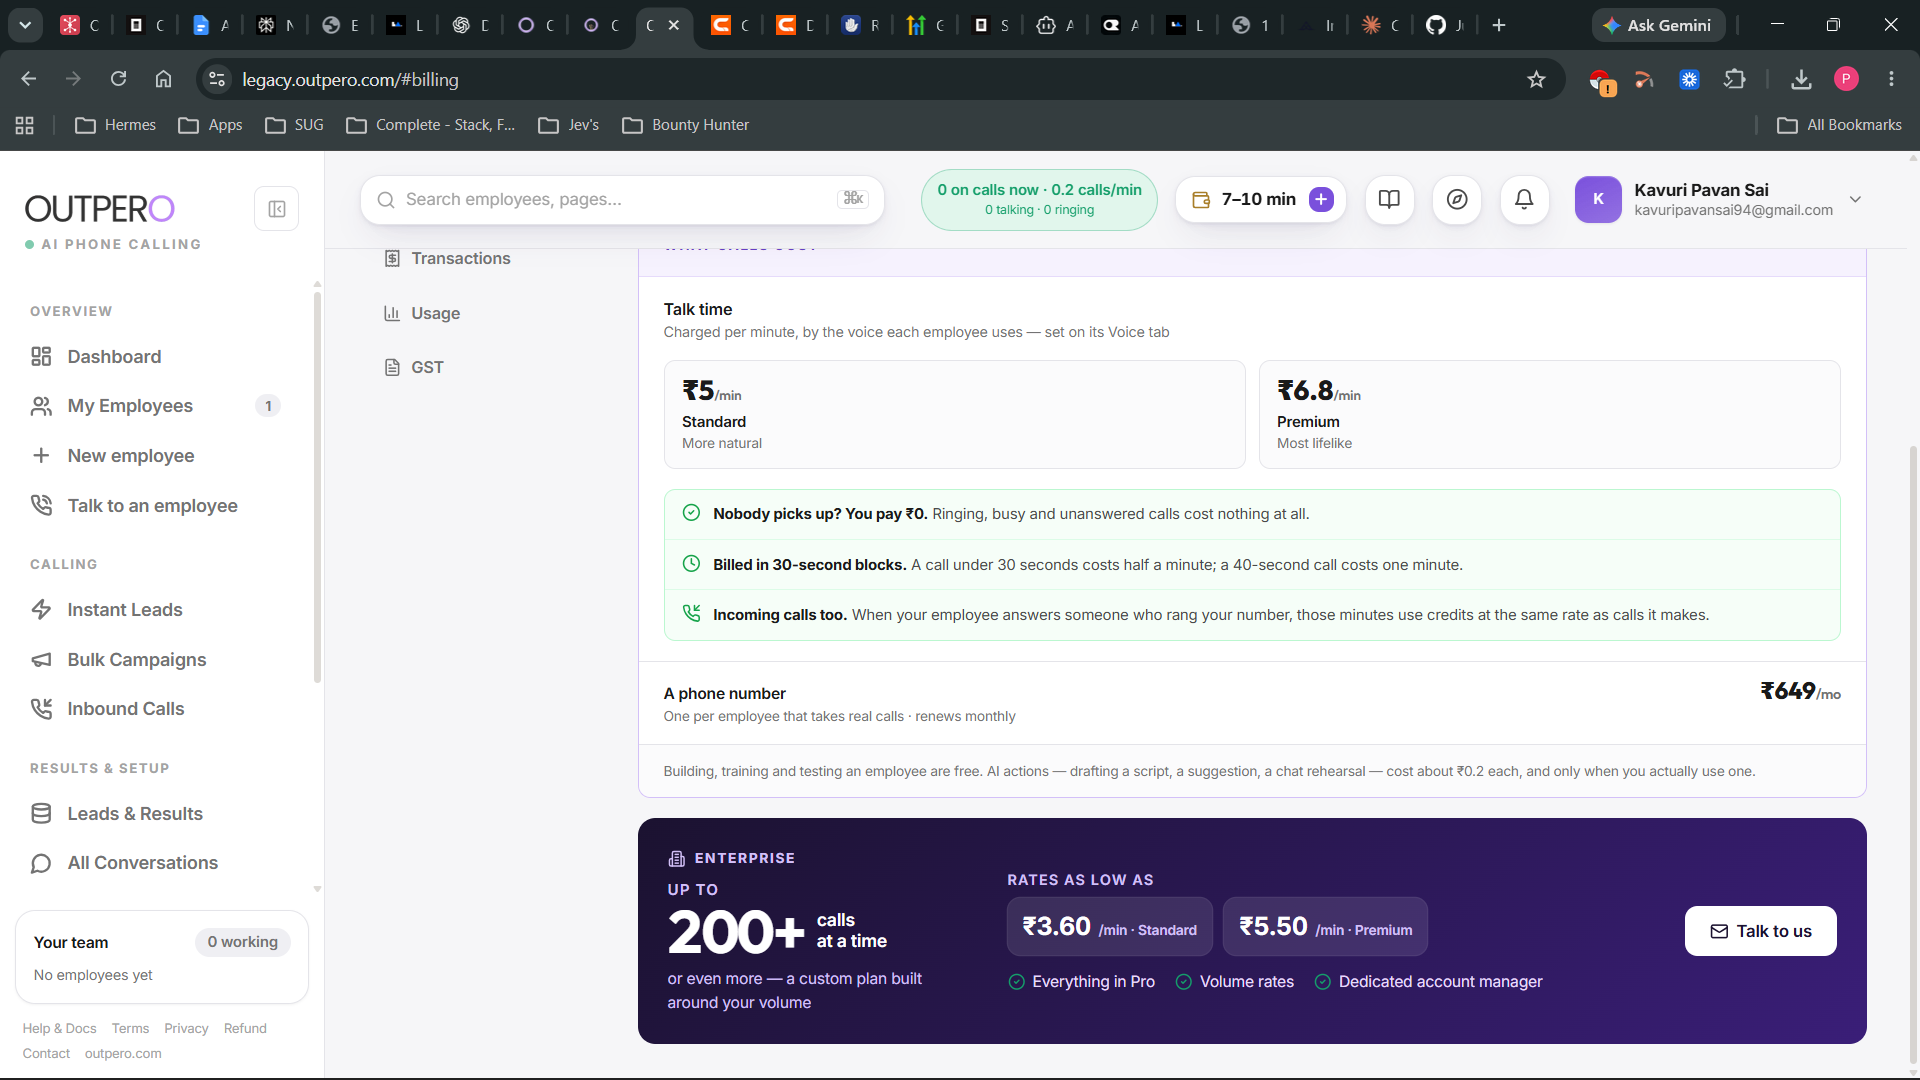 Ask Gemini
legacy.outpero.com/#billing
Hermes
Apps
SUG
Complete - Stack, F...
Jev's
Bounty Hunter
All Bookmarks
OUTPERO
AI PHONE CALLING
Search employees, pages...
⌘k
0 on calls now · 0.2 calls/min
0 talking · 0 ringing
7–10 min
K
Kavuri Pavan Sai
kavuripavansai94@gmail.com
OVERVIEW
Dashboard
My Employees
1
New employee
Talk to an employee
CALLING
Instant Leads
Bulk Campaigns
Inbound Calls
RESULTS & SETUP
Leads & Results
All Conversations
Your team
0 working
No employees yet
Help & Docs
Terms
Privacy
Refund
Contact
outpero.com
Transactions
Usage
GST
Talk time
Charged per minute, by the voice each employee uses — set on its Voice tab
₹5/min
Standard
More natural
₹6.8/min
Premium
Most lifelike
Nobody picks up? You pay ₹0. Ringing, busy and unanswered calls cost nothing at all.
Billed in 30-second blocks. A call under 30 seconds costs half a minute; a 40-second call costs one minute.
Incoming calls too. When your employee answers someone who rang your number, those minutes use credits at the same rate as calls it makes.
A phone number
₹649/mo
One per employee that takes real calls · renews monthly
Building, training and testing an employee are free. AI actions — drafting a script, a suggestion, a chat rehearsal — cost about ₹0.2 each, and only when you actually use one.
ENTERPRISE
UP TO
200+ calls
at a time
or even more — a custom plan built
around your volume
RATES AS LOW AS
₹3.60 /min · Standard
₹5.50 /min · Premium
Everything in Pro
Volume rates
Dedicated account manager
Talk to us